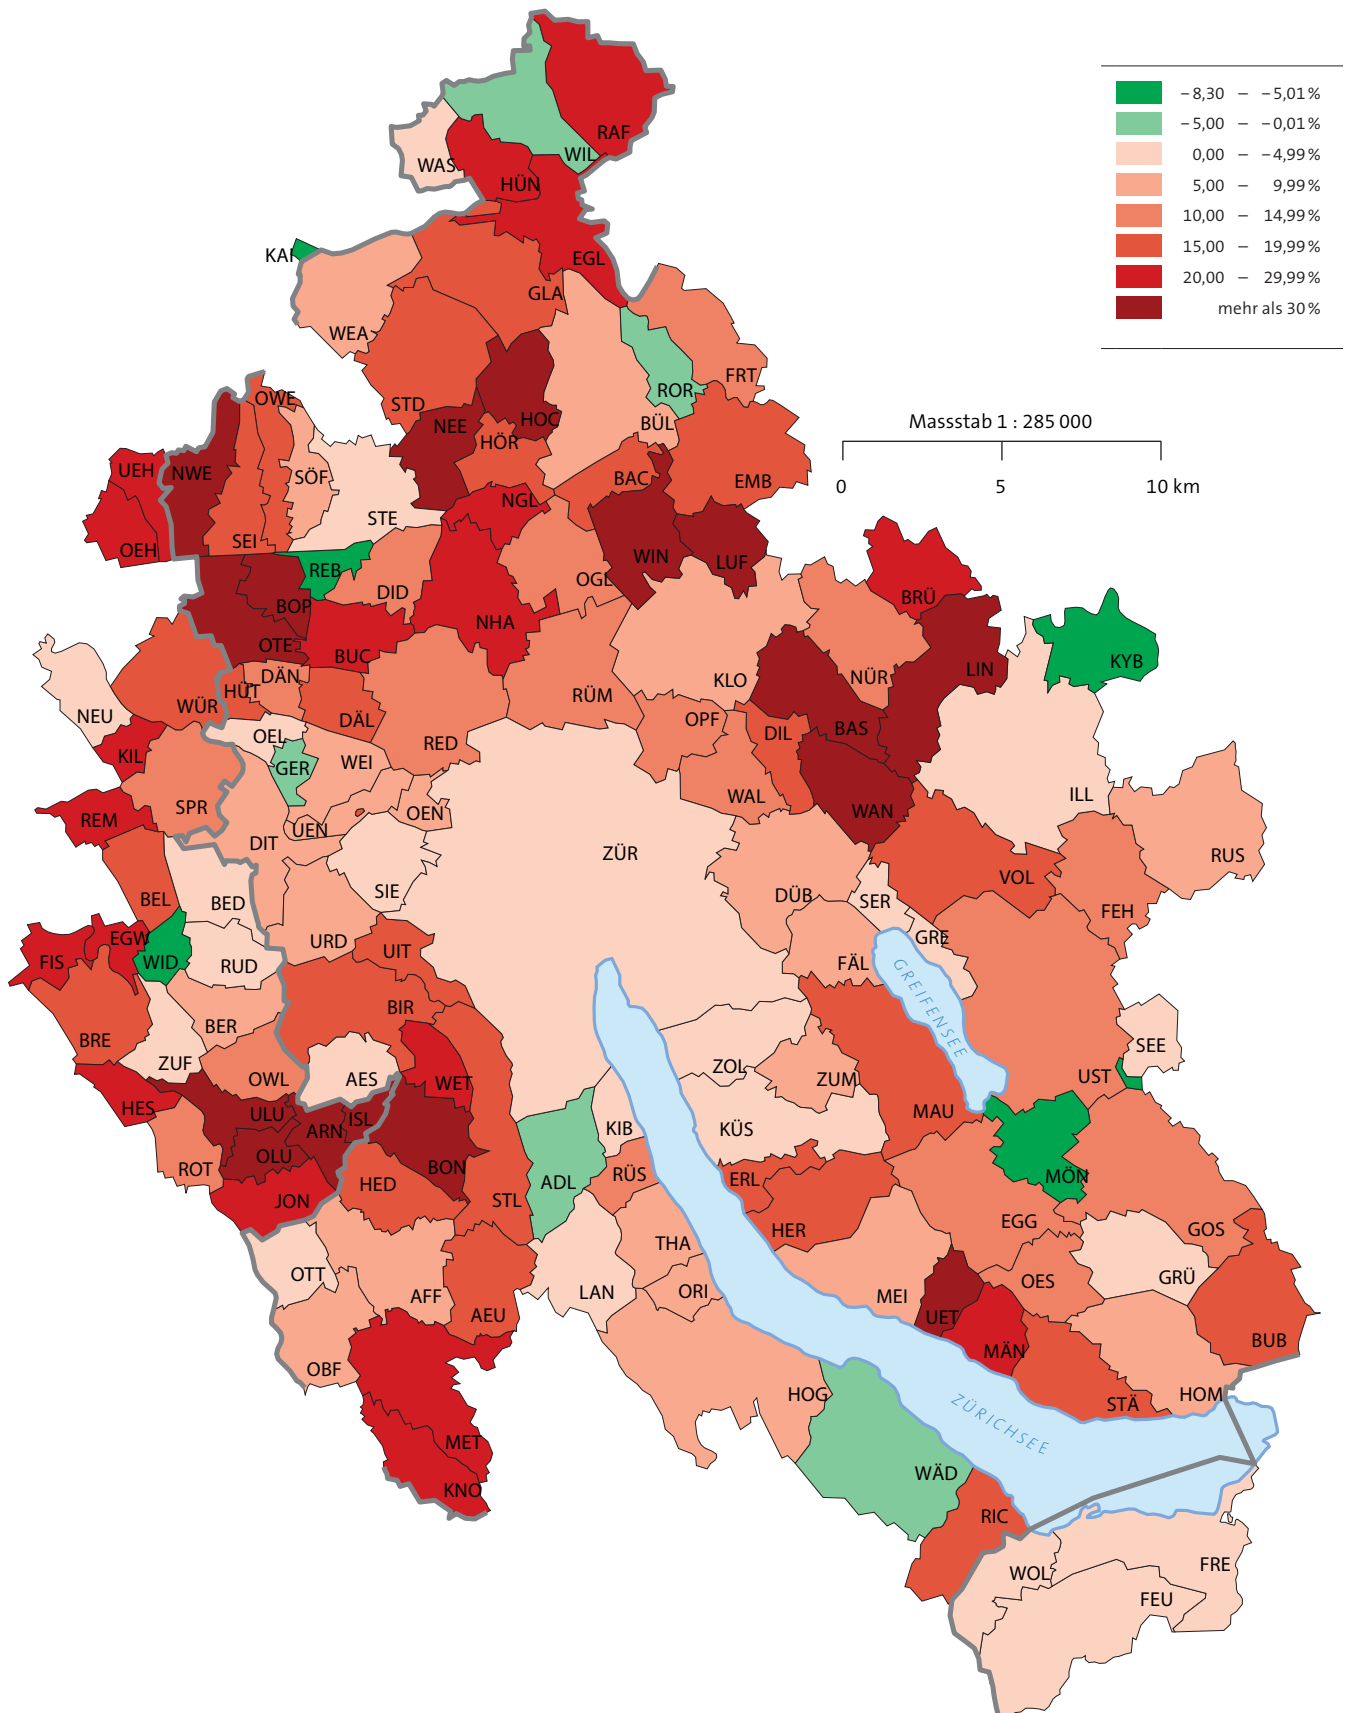 −8,30 – −5,01%
−5,00 – −0,01%
0,00 – −4,99%
5,00 – 9,99%
10,00 – 14,99%
15,00 – 19,99%
20,00 – 29,99%
mehr als 30%
Massstab 1 : 285 000
0 5 10 km
RAF
WIL
WAS
HÜN
KAI
EGL
GLA
WEA
FRT
ROR
OWE
STD
NEE
HOC
BÜL
HÖR
UEH
NWE
SÖF
BAC
EMB
NGL
STE
OEH
SEI
WIN
LUF
REB
OGL
DID
BRÜ
BOP
NHA
OTE
BUC
LIN
KYB
DÄN
NÜR
HÜT
KLO
RÜM
WÜR
NEU
DÄL
OPF
BAS
DIL
OEL
RED
KIL
GER
WEI
WAL
ILL
SPR
WAN
REM
OEN
UEN
DIT
ZÜR
RUS
VOL
SIE
DÜB
BEL
BED
SER
FEH
EGW
URD
UIT
GRE
FIS
WID
RUD
FÄL
GREIFENSEE
BIR
BER
BRE
SEE
ZUF
ZOL
OWL
AES
WET
ZUM
UST
HES
ULU
ISL
MAU
ARN
KIB
KÜS
OLU
BON
ROT
RÜS
MÖN
HED
ADL
ERL
JON
STL
EGG
HER
GOS
THA
OTT
GRÜ
OES
LAN
ORI
AFF
MEI
AEU
UET
BUB
MÄN
OBF
HOG
HOM
STÄ
ZÜRICHSEE
MET
WÄD
KNO
RIC
FRE
WOL
FEU